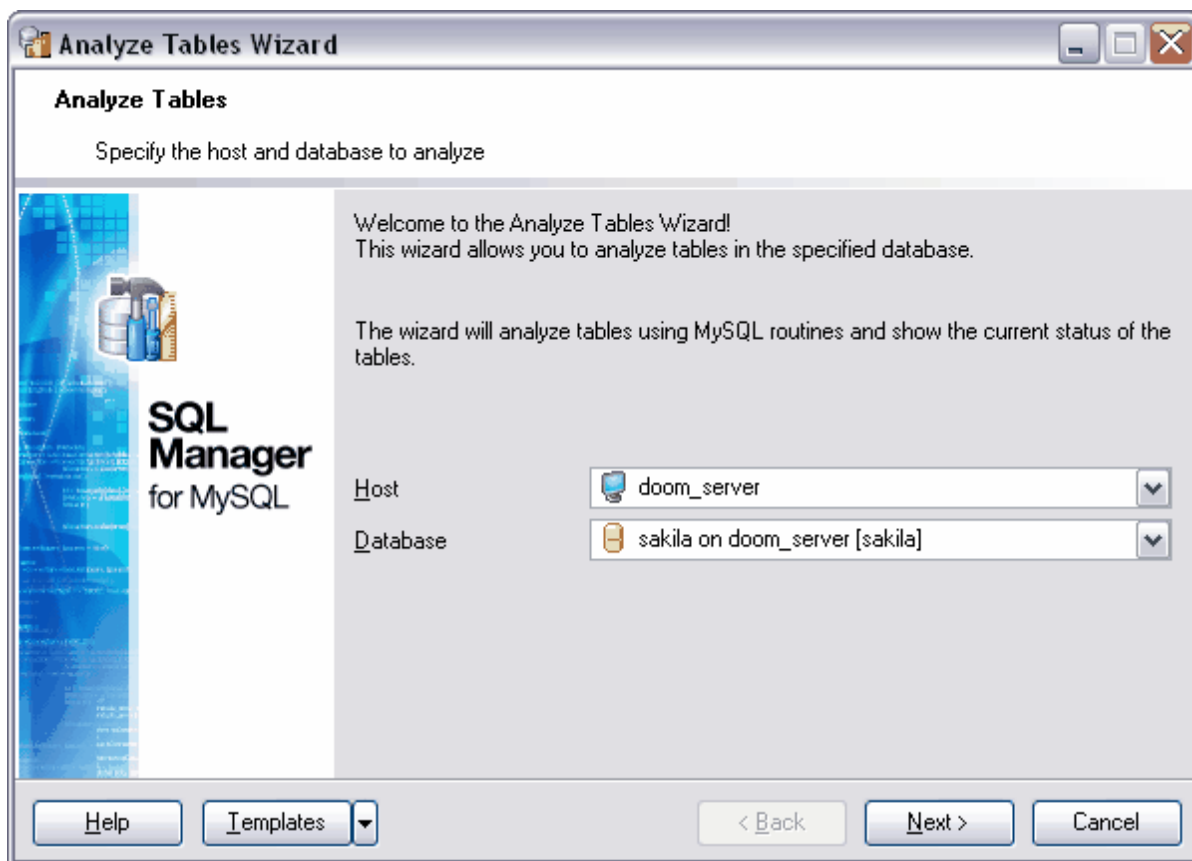 Analyze Tables Wizard
Analyze Tables
Specify the host and database to analyze
Welcome to the Analyze Tables Wizard!
This wizard allows you to analyze tables in the specified database.
The wizard will analyze tables using MySQL routines and show the current status of the
tables.
SQL
Manager
for MySQL
Host
doom_server
Database
sakila on doom_server [sakila]
Help
Templates
< Back
Next >
Cancel